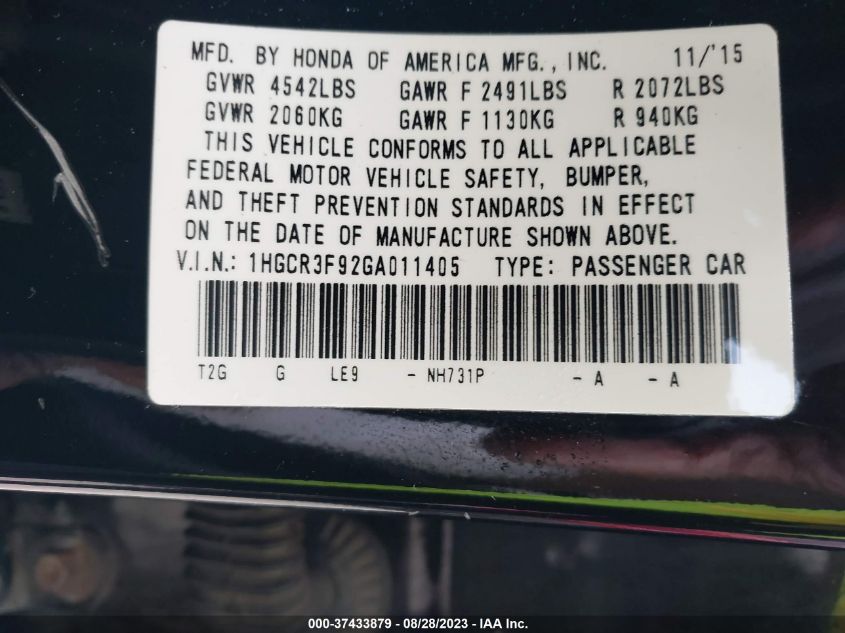 MFD. BY HONDA OF AMERICA MFG., INC. 11/'15
GVWR 4542LBS GAWR F 2491LBS R 2072LBS
GVWR 2060KG GAWR F 1130KG R 940KG
THIS VEHICLE CONFORMS TO ALL APPLICABLE
FEDERAL MOTOR VEHICLE SAFETY, BUMPER,
AND THEFT PREVENTION STANDARDS IN EFFECT
ON THE DATE OF MANUFACTURE SHOWN ABOVE.
V.I.N.: 1HGCR3F92GA011405 TYPE: PASSENGER CAR
T2G G LE9 - NH731P - A - A
000-37433879 / 08/28/2023 - IAA Inc.